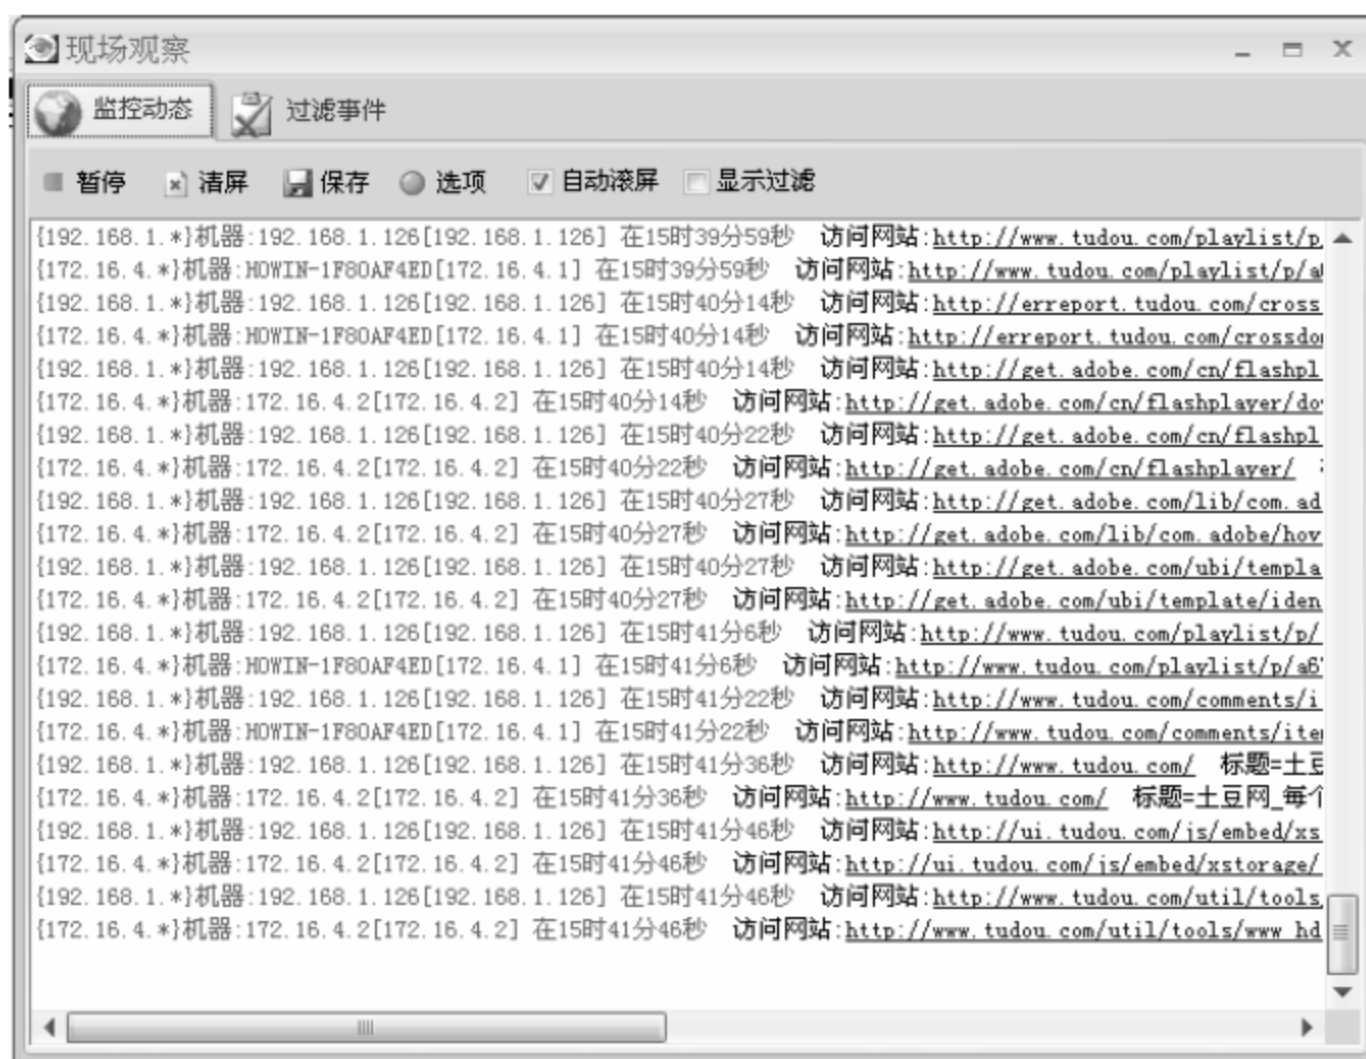 现场观察
监控动态 过滤事件
暂停 清屏 保存 选项 自动滚屏 显示过滤
{192.168.1.*}机器:192.168.1.126[192.168.1.126] 在15时39分59秒 访问网站:http://www.tudou.com/playlist/p
{172.16.4.*}机器:HOWIN-1F80AF4ED[172.16.4.1] 在15时39分59秒 访问网站:http://www.tudou.com/playlist/p/a
{192.168.1.*}机器:192.168.1.126[192.168.1.126] 在15时40分14秒 访问网站:http://erreport.tudou.com/cross
{172.16.4.*}机器:HOWIN-1F80AF4ED[172.16.4.1] 在15时40分14秒 访问网站:http://erreport.tudou.com/crossdo
{192.168.1.*}机器:192.168.1.126[192.168.1.126] 在15时40分14秒 访问网站:http://get.adobe.com/cn/flashpl
{172.16.4.*}机器:172.16.4.2[172.16.4.2] 在15时40分14秒 访问网站:http://get.adobe.com/cn/flashplayer/do
{192.168.1.*}机器:192.168.1.126[192.168.1.126] 在15时40分22秒 访问网站:http://get.adobe.com/cn/flashpl
{172.16.4.*}机器:172.16.4.2[172.16.4.2] 在15时40分22秒 访问网站:http://get.adobe.com/cn/flashplayer/
{192.168.1.*}机器:192.168.1.126[192.168.1.126] 在15时40分27秒 访问网站:http://get.adobe.com/lib/com.ad
{172.16.4.*}机器:172.16.4.2[172.16.4.2] 在15时40分27秒 访问网站:http://get.adobe.com/lib/com.adobe/hov
{192.168.1.*}机器:192.168.1.126[192.168.1.126] 在15时40分27秒 访问网站:http://get.adobe.com/ubi/templa
{172.16.4.*}机器:172.16.4.2[172.16.4.2] 在15时40分27秒 访问网站:http://get.adobe.com/ubi/template/iden
{192.168.1.*}机器:192.168.1.126[192.168.1.126] 在15时41分6秒 访问网站:http://www.tudou.com/playlist/p/
{172.16.4.*}机器:HOWIN-1F80AF4ED[172.16.4.1] 在15时41分6秒 访问网站:http://www.tudou.com/playlist/p/a6
{192.168.1.*}机器:192.168.1.126[192.168.1.126] 在15时41分22秒 访问网站:http://www.tudou.com/comments/i
{172.16.4.*}机器:HOWIN-1F80AF4ED[172.16.4.1] 在15时41分22秒 访问网站:http://www.tudou.com/comments/ite
{192.168.1.*}机器:192.168.1.126[192.168.1.126] 在15时41分36秒 访问网站:http://www.tudou.com/ 标题=土豆
{172.16.4.*}机器:172.16.4.2[172.16.4.2] 在15时41分36秒 访问网站:http://www.tudou.com/ 标题=土豆网_每个
{192.168.1.*}机器:192.168.1.126[192.168.1.126] 在15时41分46秒 访问网站:http://ui.tudou.com/js/embed/xs
{172.16.4.*}机器:172.16.4.2[172.16.4.2] 在15时41分46秒 访问网站:http://ui.tudou.com/js/embed/xstorage/
{192.168.1.*}机器:192.168.1.126[192.168.1.126] 在15时41分46秒 访问网站:http://www.tudou.com/util/tools
{172.16.4.*}机器:172.16.4.2[172.16.4.2] 在15时41分46秒 访问网站:http://www.tudou.com/util/tools/www_hd